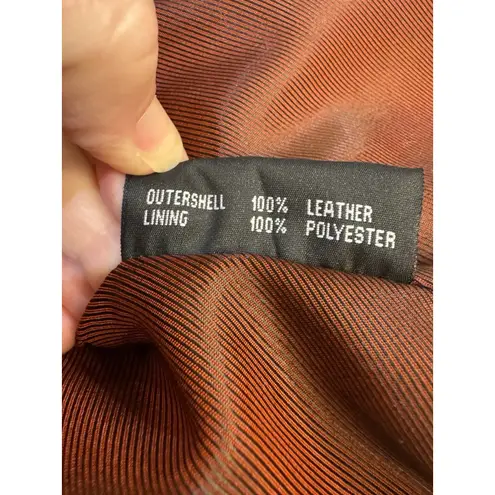 OUTERSHELL 100% LEATHER
LINING 100% POLYESTER